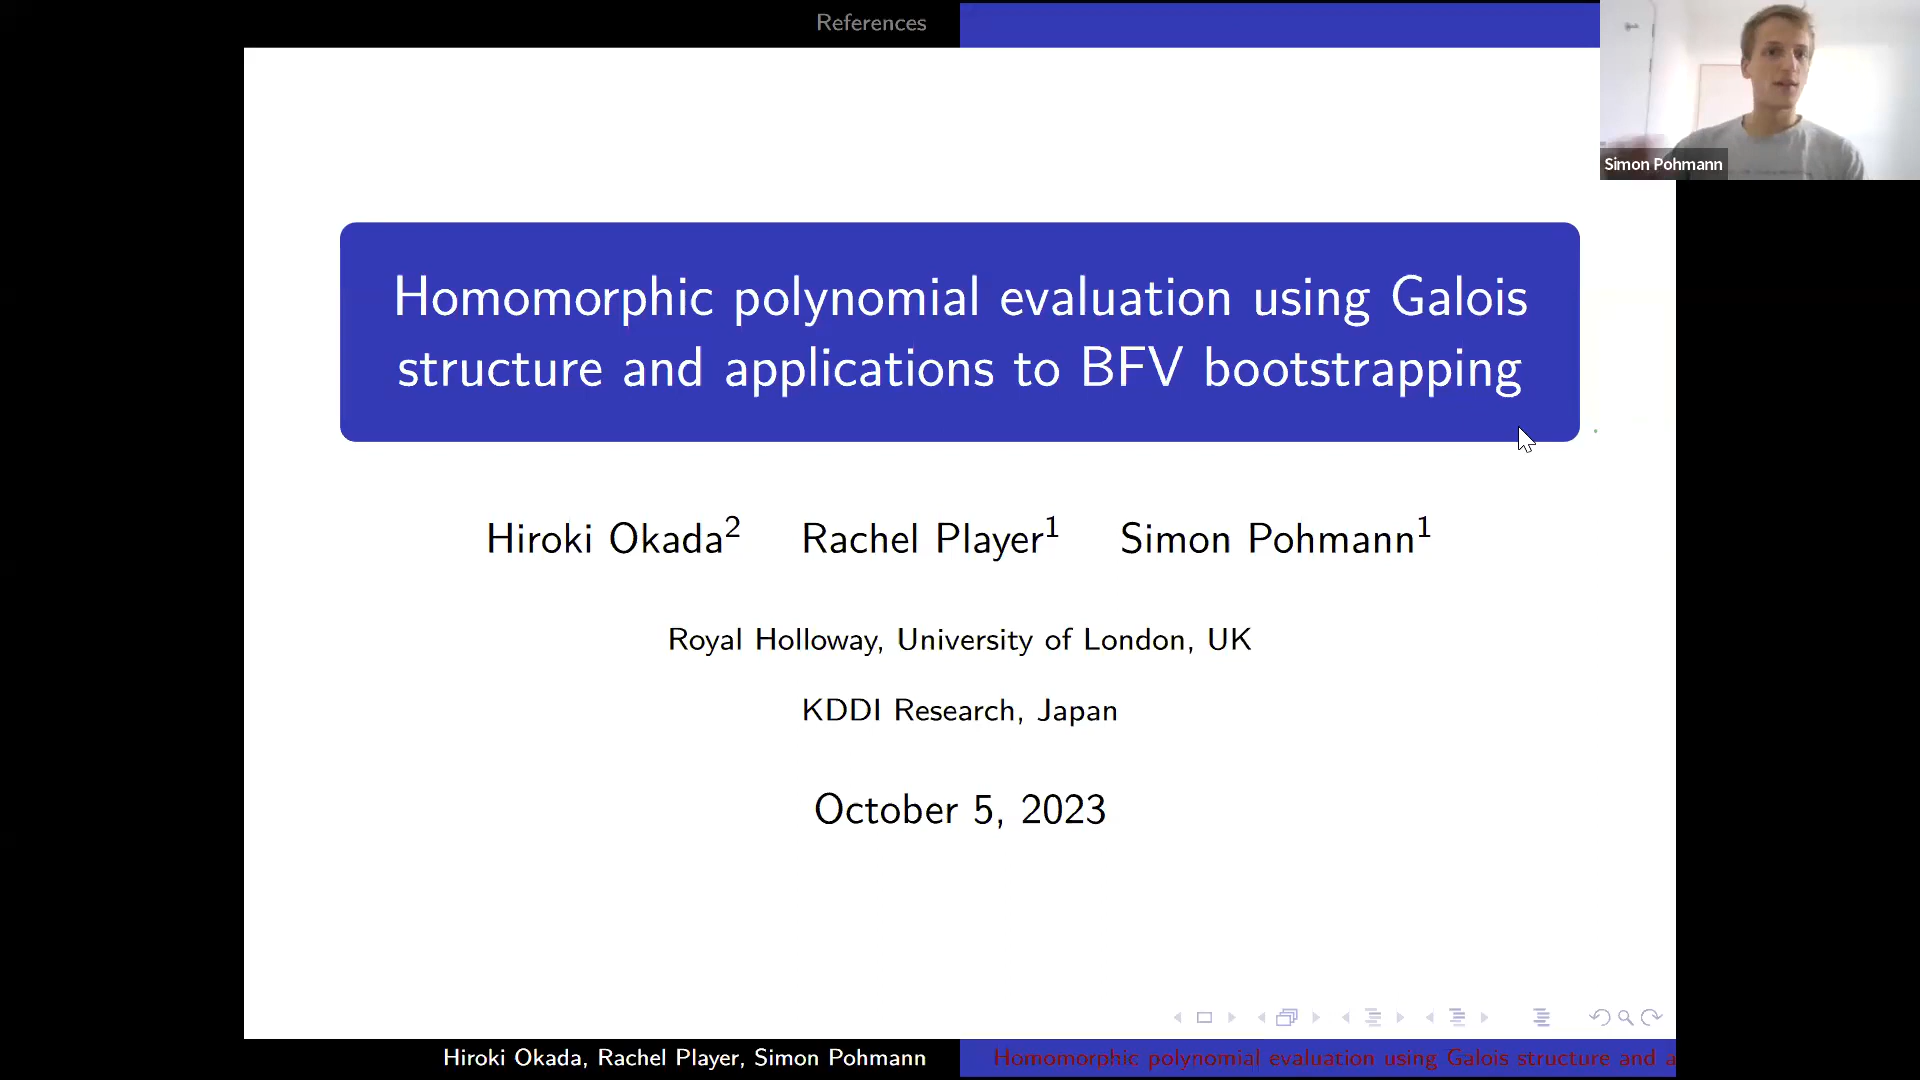 References
Simon Pohmann
Homomorphic polynomial evaluation using Galois
structure and applications to BFV bootstrapping
Hiroki Okada² Rachel Player¹ Simon Pohmann¹
Royal Holloway, University of London, UK
KDDI Research, Japan
October 5, 2023
Hiroki Okada, Rachel Player, Simon Pohmann
Homomorphic polynomial evaluation using Galois structure and a